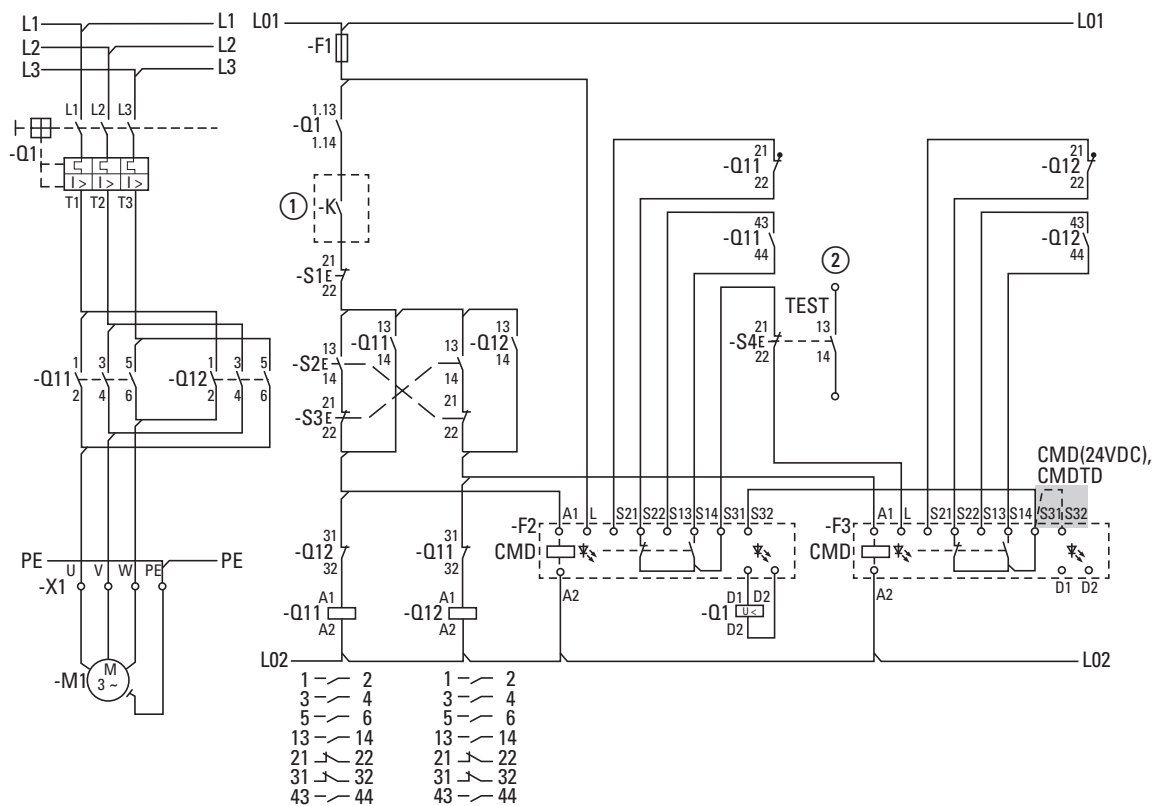 L1 L1 L01 L01
L2 L2 -F1
L3 L3
L1 L2 L3
-Q1
I> I> I>
T1 T2 T3
1.13
-Q1
1.14
1 -K
21
-S1E
22
21
-Q11
22
43
-Q11
44
21
-Q12
22
43
-Q12
44
2
TEST
21 13
-S4E
22 14
13 13
-Q11 -Q12
14 14
13 13
-S2E
14 14
21 21
-S3E
22 22
1 3 5 1 3 5
-Q11 -Q12
2 4 6 2 4 6
CMD(24VDC),
CMDTD
A1 L S21 S22 S13 S14 S31 S32
-F2
CMD
A2 D1 D2
-Q1 U<
D2
A1 L S21 S22 S13 S14 S31 S32
-F3
CMD
A2 D1 D2
31 31
-Q12 -Q11
32 32
A1 A1
-Q11 -Q12
A2 A2
PE PE
U V W PE
-X1
-M1 M
3 ~
L02 L02
1 2 1 2
3 4 3 4
5 6 5 6
13 14 13 14
21 22 21 22
31 32 31 32
43 44 43 44